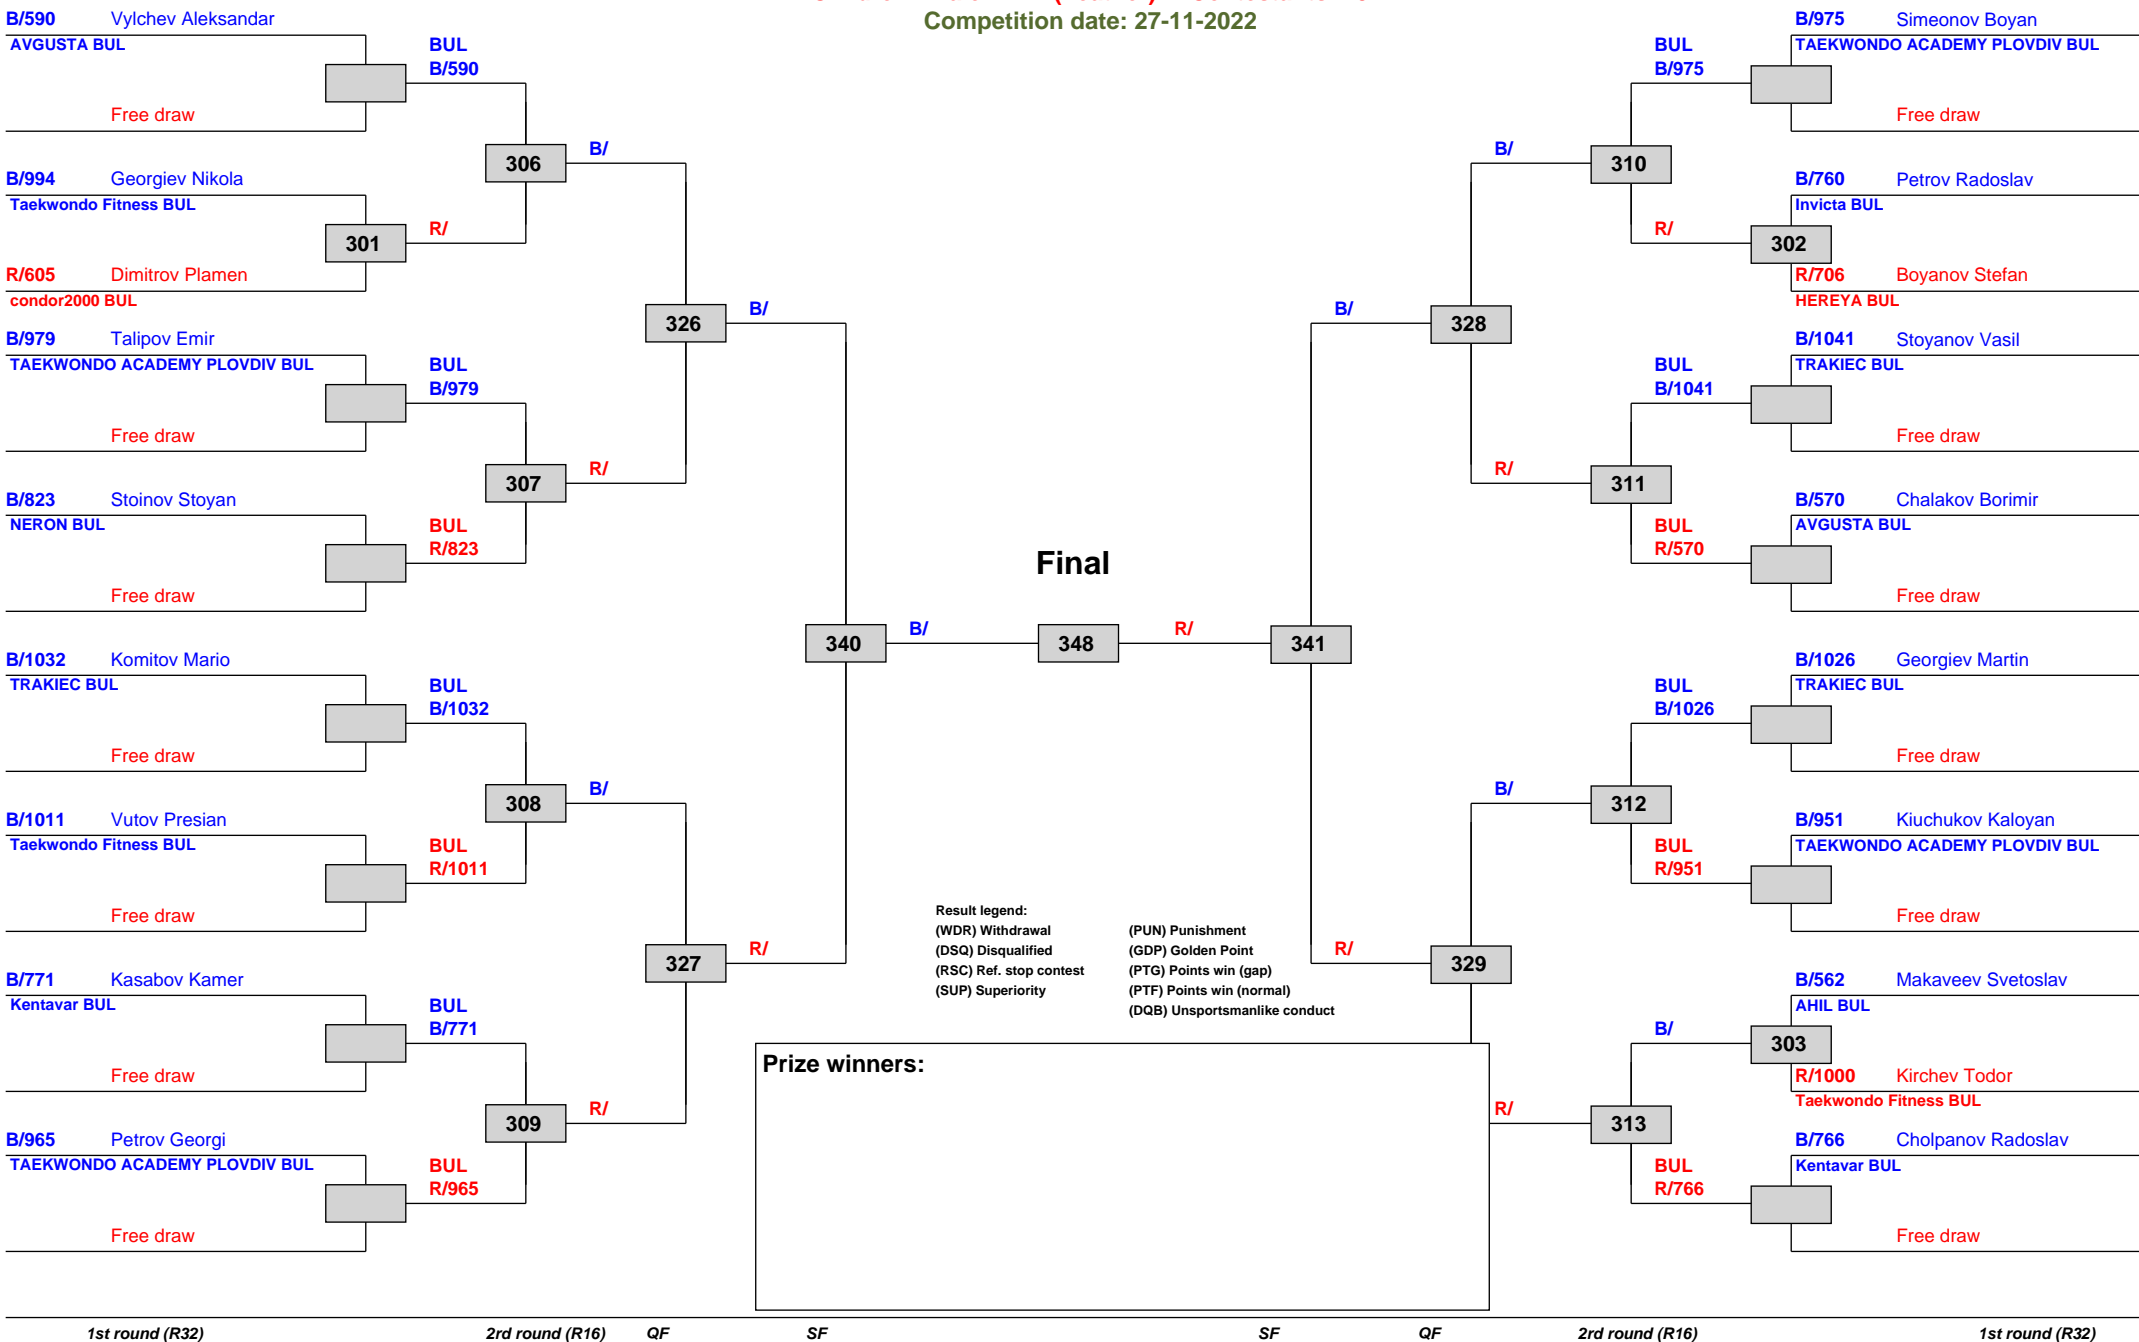 Competition date: 27-11-2022
B/590 Vylchev Aleksandar
AVGUSTA BUL
Free draw
BUL
B/590
B/994 Georgiev Nikola
Taekwondo Fitness BUL
301
R/605 Dimitrov Plamen
condor2000 BUL
R/
306
B/
B/979 Talipov Emir
TAEKWONDO ACADEMY PLOVDIV BUL
Free draw
BUL
B/979
B/823 Stoinov Stoyan
NERON BUL
Free draw
BUL
R/823
307
R/
326
B/
B/1032 Komitov Mario
TRAKIEC BUL
Free draw
BUL
B/1032
B/1011 Vutov Presian
Taekwondo Fitness BUL
Free draw
BUL
R/1011
308
B/
B/771 Kasabov Kamer
Kentavar BUL
Free draw
BUL
B/771
B/965 Petrov Georgi
TAEKWONDO ACADEMY PLOVDIV BUL
Free draw
BUL
R/965
309
R/
327
R/
340
B/
Final
348
R/
341
B/975 Simeonov Boyan
TAEKWONDO ACADEMY PLOVDIV BUL
Free draw
BUL
B/975
B/760 Petrov Radoslav
Invicta BUL
302
R/706 Boyanov Stefan
HEREYA BUL
R/
310
B/
B/1041 Stoyanov Vasil
TRAKIEC BUL
Free draw
BUL
B/1041
B/570 Chalakov Borimir
AVGUSTA BUL
Free draw
BUL
R/570
311
R/
328
B/
B/1026 Georgiev Martin
TRAKIEC BUL
Free draw
BUL
B/1026
B/951 Kiuchukov Kaloyan
TAEKWONDO ACADEMY PLOVDIV BUL
Free draw
BUL
R/951
312
B/
B/562 Makaveev Svetoslav
AHIL BUL
303
R/1000 Kirchev Todor
Taekwondo Fitness BUL
B/
B/766 Cholpanov Radoslav
Kentavar BUL
Free draw
BUL
R/766
313
R/
329
R/
Result legend:
(WDR) Withdrawal (PUN) Punishment
(DSQ) Disqualified (GDP) Golden Point
(RSC) Ref. stop contest (PTG) Points win (gap)
(SUP) Superiority (PTF) Points win (normal)
(DQB) Unsportsmanlike conduct
Prize winners:
1st round (R32) 2rd round (R16) QF SF SF QF 2rd round (R16) 1st round (R32)